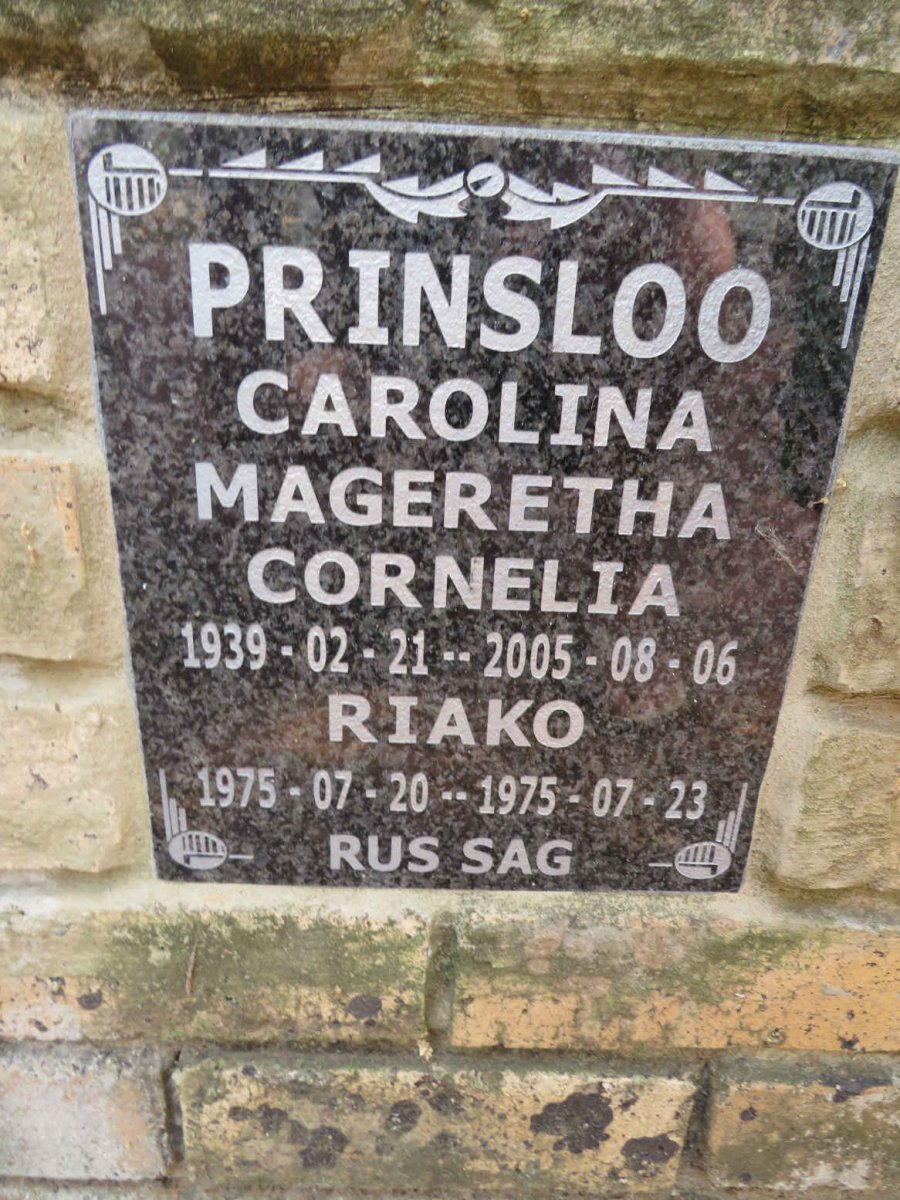 PRINSLOO
CAROLINA
MAGERETHA
CORNELIA
1939 - 02 - 21 -- 2005 - 08 - 06
RIAKO
1975 - 07 - 20 -- 1975 - 07 - 23
RUS SAG